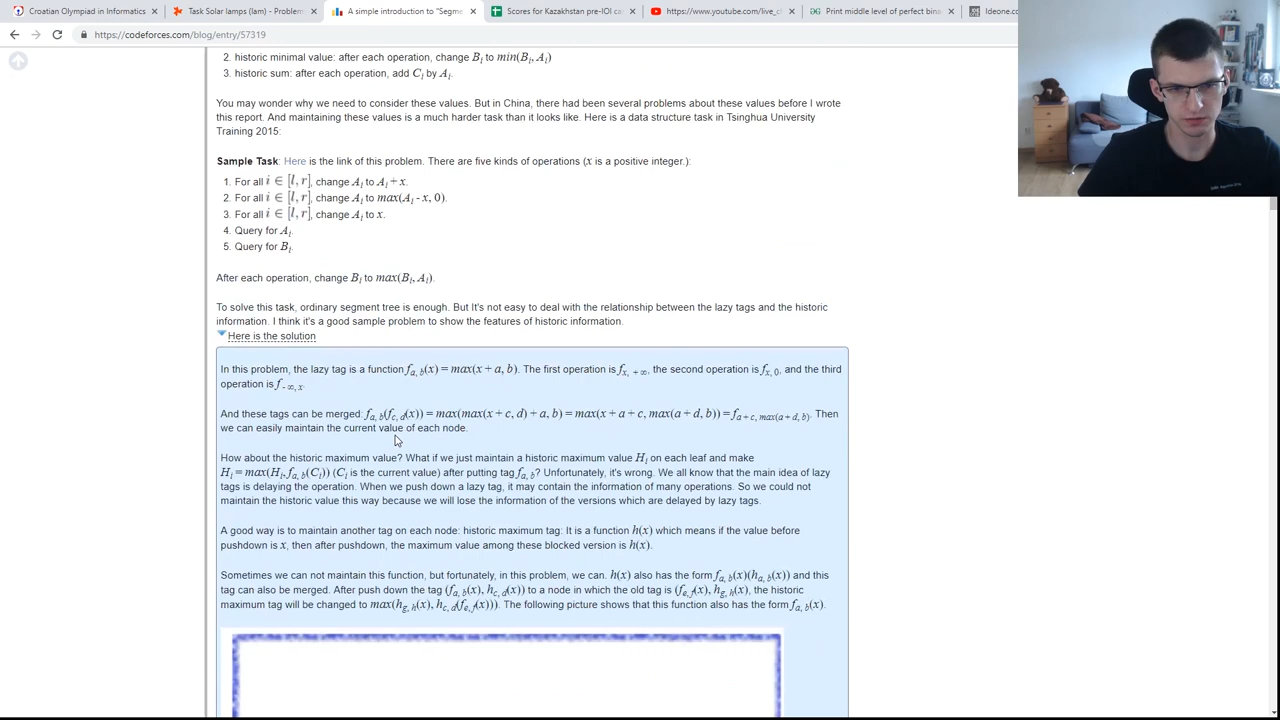 Croatian Olympiad in Informatics
Task Solar lamps (lam) - Problem
A simple introduction to "Segme
Scores for Kazakhstan pre-IOI ca
https://www.youtube.com/live_c
Print middle level of perfect bina
Ideone.c
https://codeforces.com/blog/entry/57319
2. historic minimal value: after each operation, change B_i to min(B_i, A_i)
3. historic sum: after each operation, add C_i by A_i.
You may wonder why we need to consider these values. But in China, there had been several problems about these values before I wrote
this report. And maintaining these values is a much harder task than it looks like. Here is a data structure task in Tsinghua University
Training 2015:
Sample Task: Here is the link of this problem. There are five kinds of operations (x is a positive integer.):
1. For all i ∈ [l, r], change A_i to A_i + x.
2. For all i ∈ [l, r], change A_i to max(A_i - x, 0).
3. For all i ∈ [l, r], change A_i to x.
4. Query for A_i.
5. Query for B_i.
After each operation, change B_i to max(B_i, A_i).
To solve this task, ordinary segment tree is enough. But It's not easy to deal with the relationship between the lazy tags and the historic
information. I think it's a good sample problem to show the features of historic information.
Here is the solution
In this problem, the lazy tag is a function f_{a, b}(x) = max(x + a, b). The first operation is f_{x, +∞}, the second operation is f_{x, 0}, and the third
operation is f_{-∞, x}.
And these tags can be merged: f_{a, b}(f_{c, d}(x)) = max(max(x + c, d) + a, b) = max(x + a + c, max(a + d, b)) = f_{a + c, max(a + d, b)}. Then
we can easily maintain the current value of each node.
How about the historic maximum value? What if we just maintain a historic maximum value H_i on each leaf and make
H_i = max(H_i, f_{a, b}(C_i)) (C_i is the current value) after putting tag f_{a, b}? Unfortunately, it's wrong. We all know that the main idea of lazy
tags is delaying the operation. When we push down a lazy tag, it may contain the information of many operations. So we could not
maintain the historic value this way because we will lose the information of the versions which are delayed by lazy tags.
A good way is to maintain another tag on each node: historic maximum tag: It is a function h(x) which means if the value before
pushdown is x, then after pushdown, the maximum value among these blocked version is h(x).
Sometimes we can not maintain this function, but fortunately, in this problem, we can. h(x) also has the form f_{a, b}(x)(h_{a, b}(x)) and this
tag can also be merged. After push down the tag (f_{a, b}(x), h_{c, d}(x)) to a node in which the old tag is (f_{e, f}(x), h_{g, h}(x), the historic
maximum tag will be changed to max(h_{g, h}(x), h_{c, d}(f_{e, f}(x))). The following picture shows that this function also has the form f_{a, b}(x).